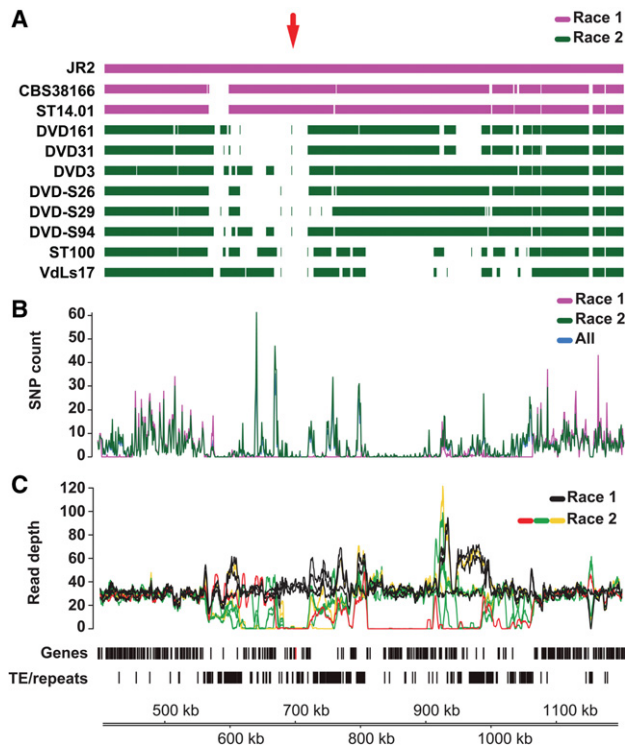 A
Race 1
Race 2
JR2
CBS38166
ST14.01
DVD161
DVD31
DVD3
DVD-S26
DVD-S29
DVD-S94
ST100
VdLs17
B
Race 1
Race 2
All
SNP count
60
50
40
30
20
10
0
C
Race 1
Race 2
Read depth
120
100
80
60
40
20
0
Genes
TE/repeats
500 kb
700 kb
900 kb
1100 kb
600 kb
800 kb
1000 kb